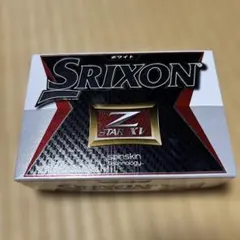 ホワイト
SRIXON
Z
STAR XV
spinskin
technology